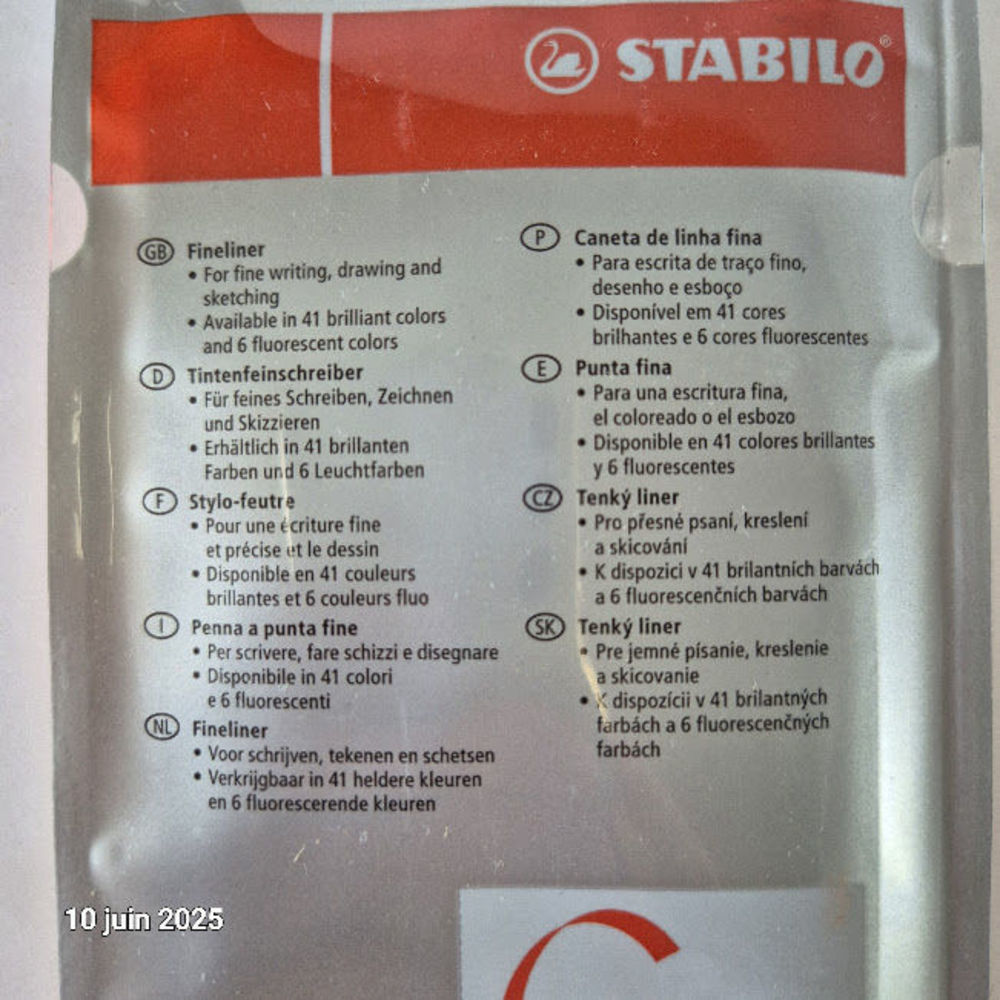 STABILO®
GB Fineliner
• For fine writing, drawing and
sketching
• Available in 41 brilliant colors
and 6 fluorescent colors
D Tintenfeinschreiber
• Für feines Schreiben, Zeichnen
und Skizzieren
• Erhältlich in 41 brillanten
Farben und 6 Leuchtfarben
F Stylo-feutre
• Pour une écriture fine
et précise et le dessin
• Disponible en 41 couleurs
brillantes et 6 couleurs fluo
I Penna a punta fine
• Per scrivere, fare schizzi e disegnare
• Disponibile in 41 colori
e 6 fluorescenti
NL Fineliner
• Voor schrijven, tekenen en schetsen
• Verkrijgbaar in 41 heldere kleuren
en 6 fluorescerende kleuren
P Caneta de linha fina
• Para escrita de traço fino,
desenho e esboço
• Disponível em 41 cores
brilhantes e 6 cores fluorescentes
E Punta fina
• Para una escritura fina,
el coloreado o el esbozo
• Disponible en 41 colores brillantes
y 6 fluorescentes
CZ Tenký liner
• Pro přesné psaní, kreslení
a skicování
• K dispozici v 41 brilantních barvách
a 6 fluorescenčních barvách
SK Tenký liner
• Pre jemné písanie, kreslenie
a skicovanie
• K dispozícii v 41 brilantných
farbách a 6 fluorescenčných
farbách
10 juin 2025